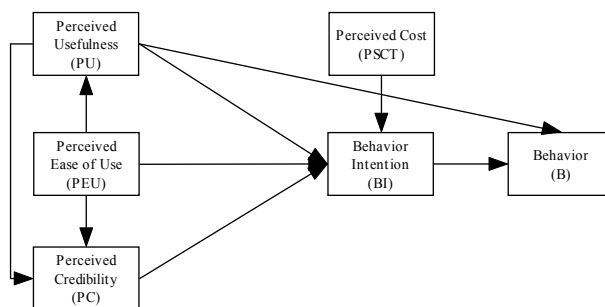 Perceived
Usefulness
(PU)
Perceived Cost
(PSCT)
Perceived
Ease of Use
(PEU)
Behavior
Intention
(BI)
Behavior
(B)
Perceived
Credibility
(PC)